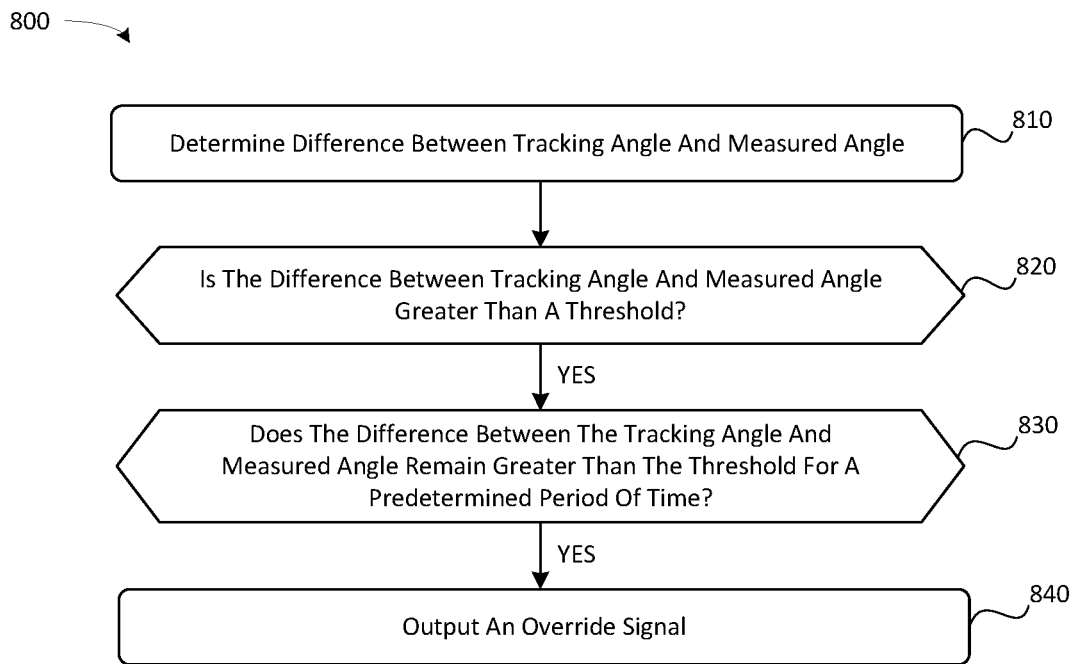 800
Determine Difference Between Tracking Angle And Measured Angle
810
Is The Difference Between Tracking Angle And Measured Angle
Greater Than A Threshold?
820
YES
Does The Difference Between The Tracking Angle And
Measured Angle Remain Greater Than The Threshold For A
Predetermined Period Of Time?
830
YES
Output An Override Signal
840